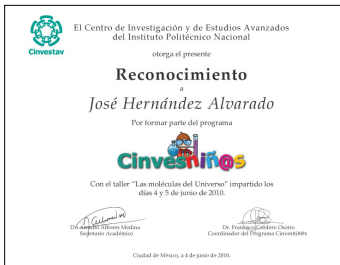 El Centro de Investigación y de Estudios Avanzados
del Instituto Politécnico Nacional
Cinvestav
otorga el presente
Reconocimiento
a
José Hernández Alvarado
Por formar parte del programa
Cinvesniñ@s
Con el taller "Las moléculas del Universo" impartido los
días 4 y 5 de junio de 2010.
Dr. Arnulfo Albores Medina
Secretario Académico
Dr. Francisco Cordero Osorio
Coordinador del Programa Cinvesniñ@s
Ciudad de México, a 4 de junio de 2010.